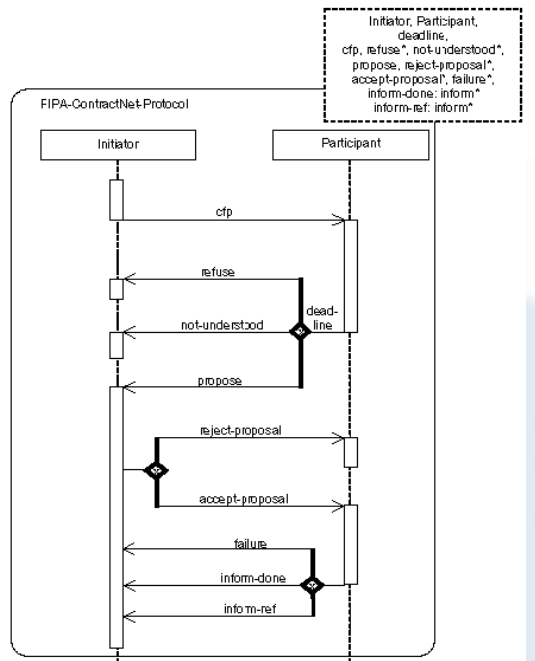 Initiator, Participant,
deadline,
cfp, refuse*, not-understood*,
propose, reject-proposal*,
accept-proposal*, failure*,
inform-done: inform*
inform-ref: inform*
FIPA-ContractNet-Protocol
Initiator
Participant
cfp
refuse
dead-
line
not-understood
propose
reject-proposal
accept-proposal
failure
inform-done
inform-ref